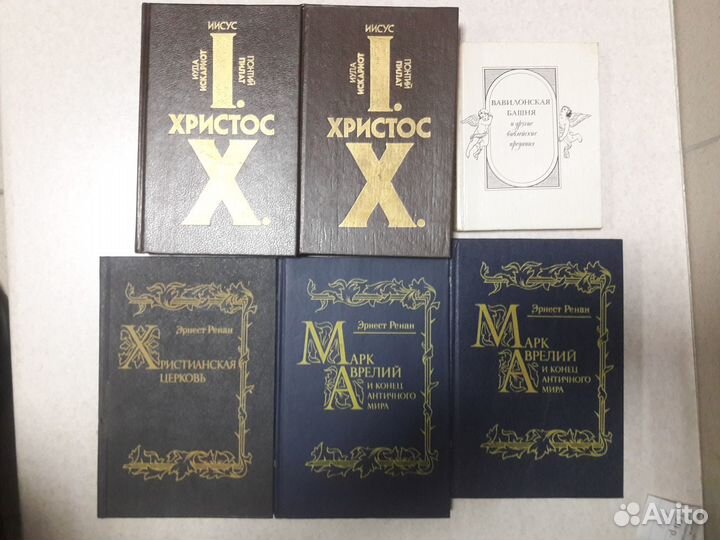 ИИСУС
ИУДА
ИСКАРИОТ
ПОНТИЙ
ПИЛАТ
I.
ХРИСТОС
X.
ИИСУС
ИУДА
ИСКАРИОТ
ПОНТИЙ
ПИЛАТ
I.
ХРИСТОС
X.
ВАВИЛОНСКАЯ
БАШНЯ
и другие
библейские
предания
Эрнест Ренан
ХРИСТИАНСКАЯ
ЦЕРКОВЬ
Эрнест Ренан
МАРК
АВРЕЛИЙ
И КОНЕЦ
АНТИЧНОГО
МИРА
Эрнест Ренан
МАРК
АВРЕЛИЙ
И КОНЕЦ
АНТИЧНОГО
МИРА
Avito